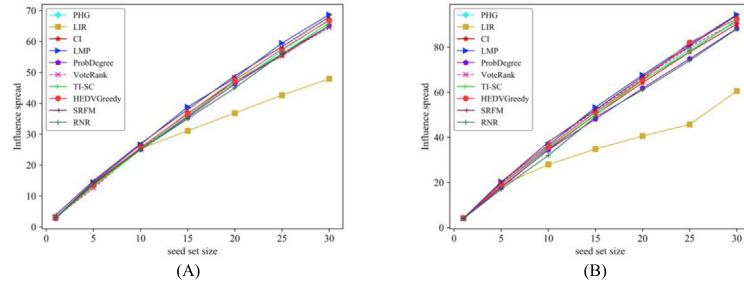 70
60
50
40
30
20
10
0
Influence spread
PHG
LIR
CI
LMP
ProbDegree
VoteRank
TI-SC
HEDVGreedy
SRFM
RNR
0 5 10 15 20 25 30
seed set size
(A)
80
60
40
20
0
Influence spread
PHG
LIR
CI
LMP
ProbDegree
VoteRank
TI-SC
HEDVGreedy
SRFM
RNR
0 5 10 15 20 25 30
seed set size
(B)